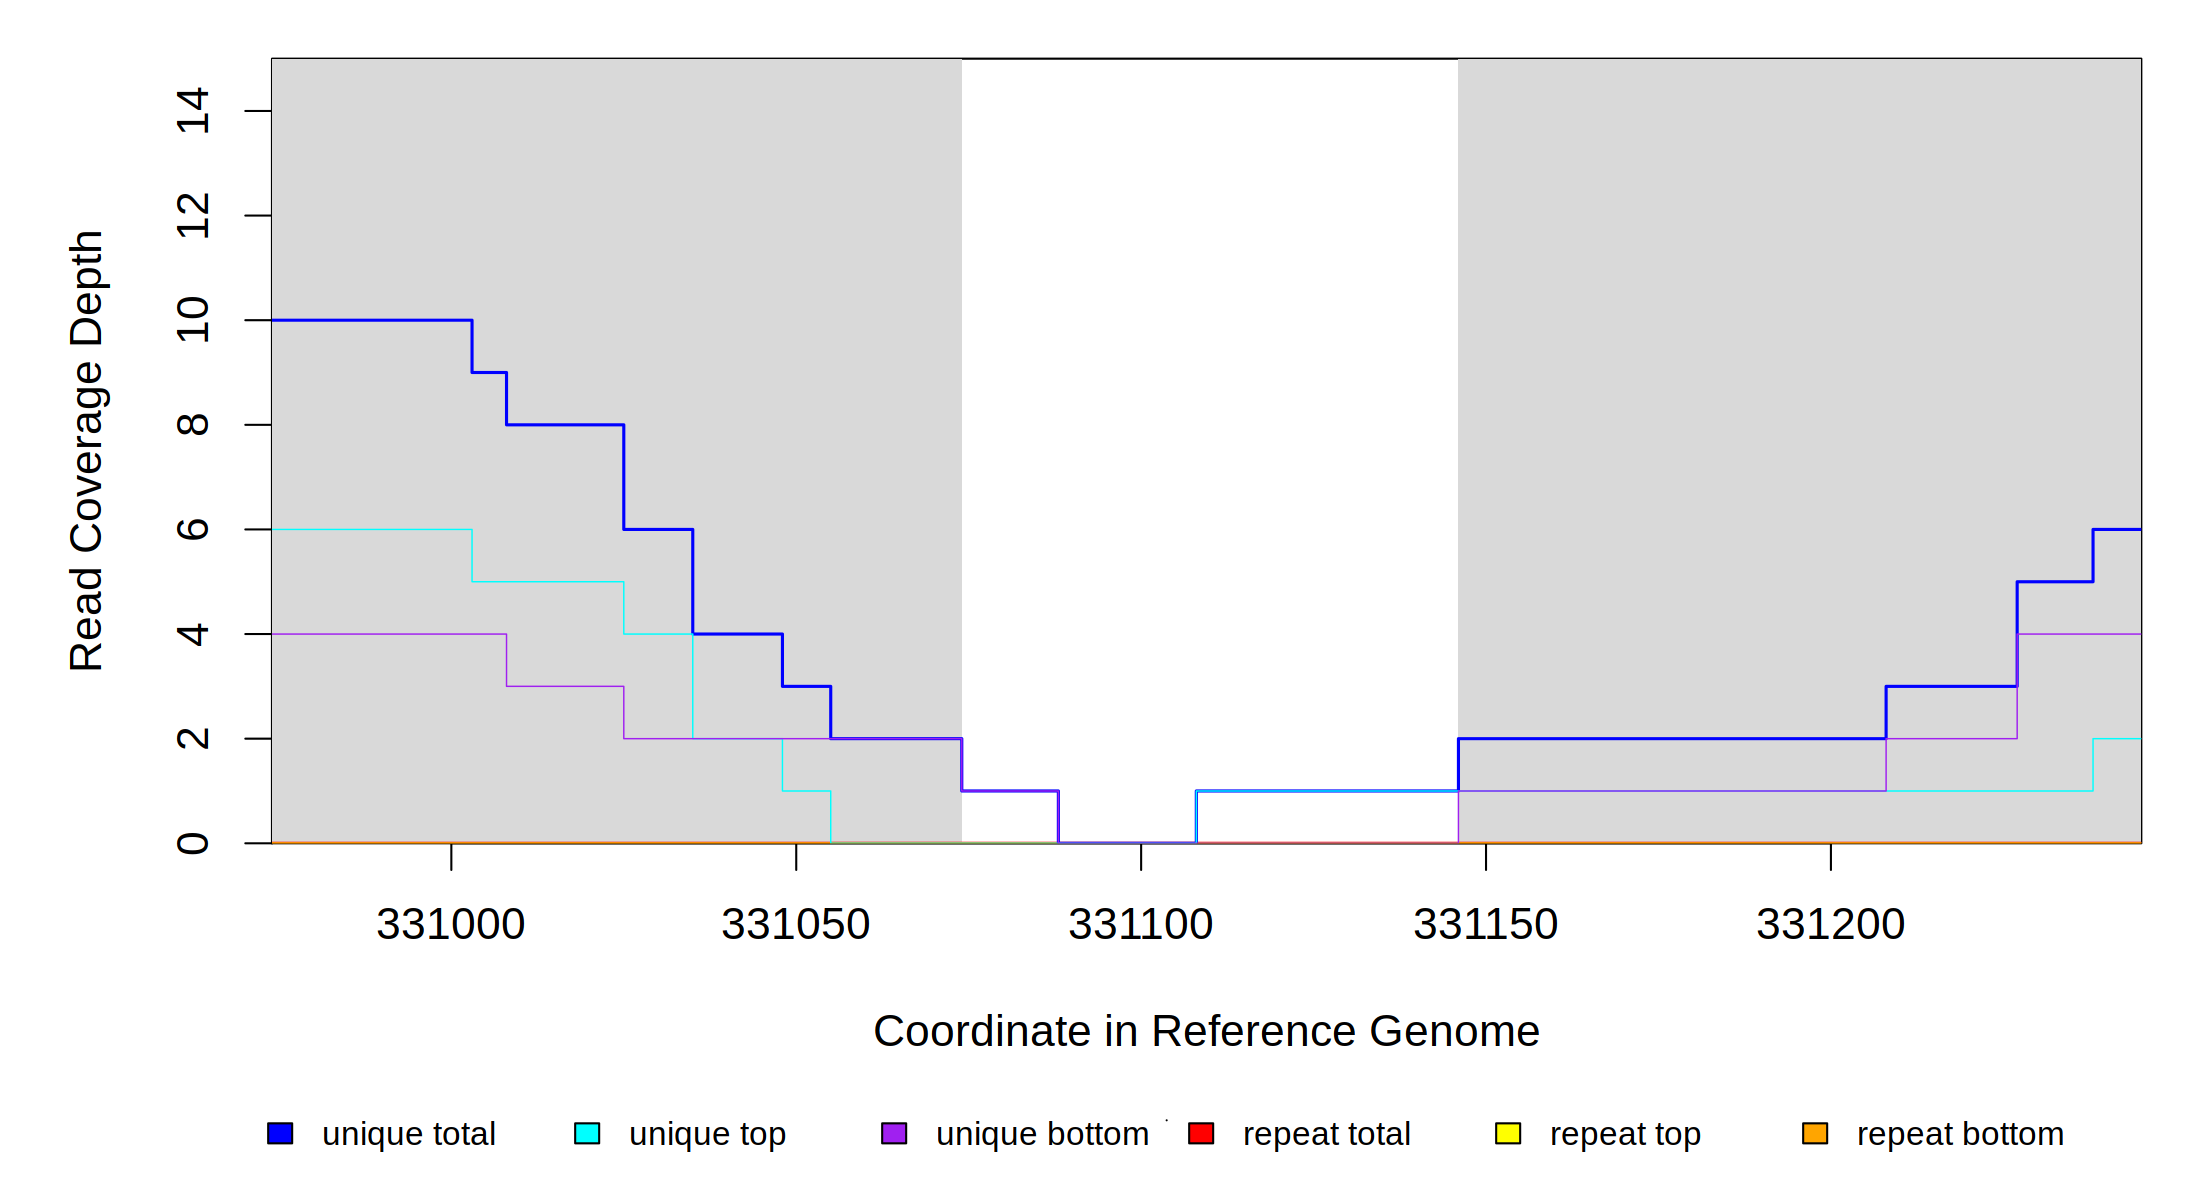 Read Coverage Depth
14
12
10
8
6
4
2
0
331000 331050 331100 331150 331200
Coordinate in Reference Genome
unique total unique top unique bottom repeat total repeat top repeat bottom